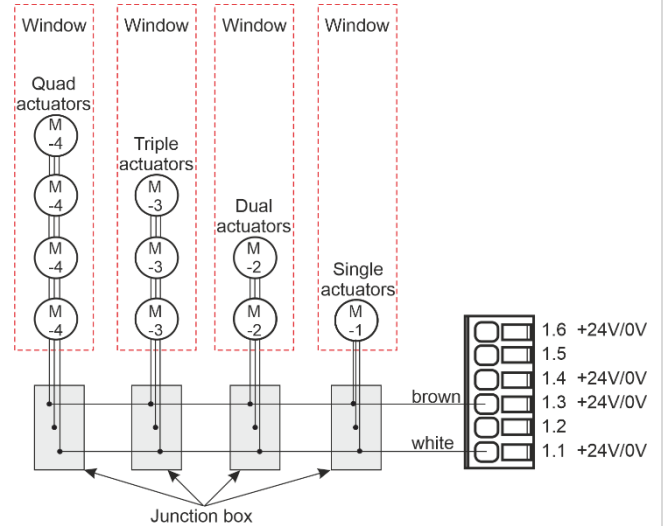 Window Window Window Window
Quad
actuators
M
-4
Triple
actuators
M
-4
M
-3
Dual
actuators
M
-4
M
-3
M
-2
Single
actuators
M
-4
M
-3
M
-2
M
-1
1.6 +24V/0V
1.5
1.4 +24V/0V
brown 1.3 +24V/0V
1.2
white 1.1 +24V/0V
Junction box